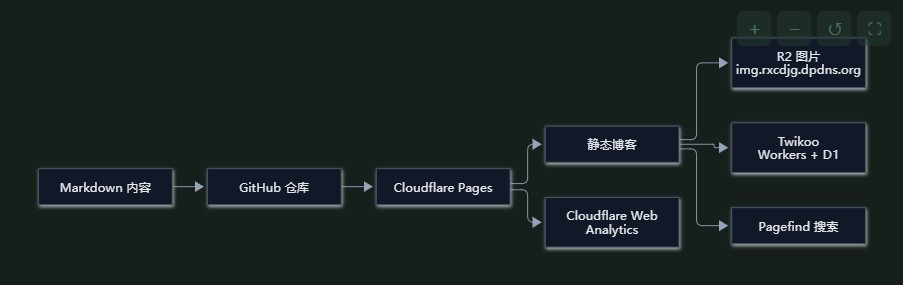 R2 图片
img.rxcdjg.dpdns.org
静态博客
Twikoo
Workers + D1
Markdown 内容
GitHub 仓库
Cloudflare Pages
Cloudflare Web
Analytics
Pagefind 搜索